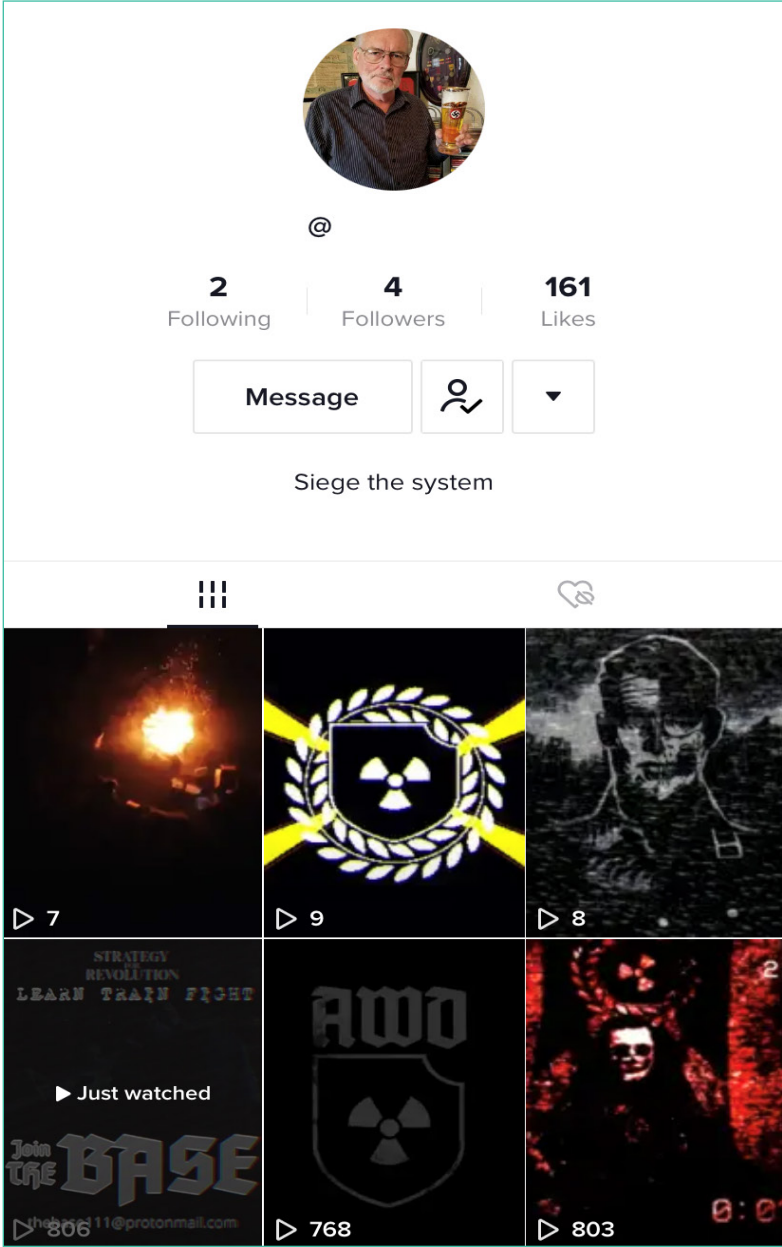 @
2
Following
4
Followers
161
Likes
Message
Siege the system
7
9
8
STRATEGY
REVOLUTION
LEARN TRAIN FIGHT
Just watched
Join
THE BASE
806
AWD
768
2
803